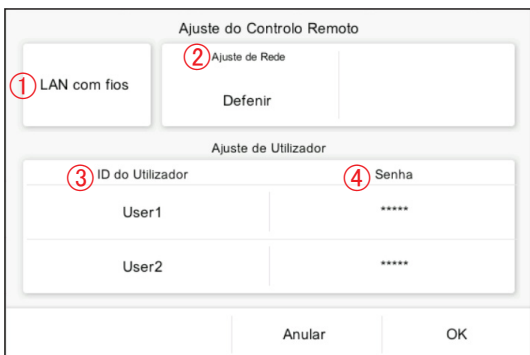 Ajuste do Controlo Remoto
① LAN com fios
② Ajuste de Rede
Defenir
Ajuste de Utilizador
③ ID do Utilizador ④ Senha
User1 *****
User2 *****
Anular OK